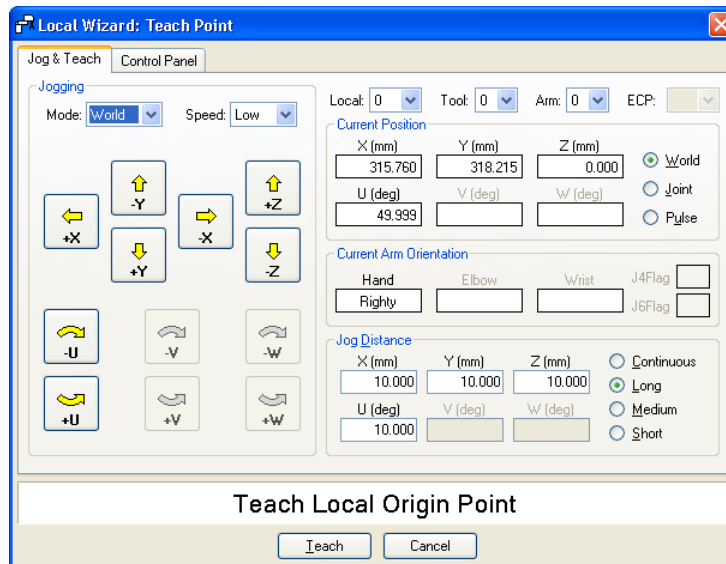 Local Wizard: Teach Point
Jog & Teach Control Panel
Jogging
Mode: World Speed: Low
-Y +Z
+X -X
+Y -Z
-U -V -W
+U +V +W
Local: 0 Tool: 0 Arm: 0 ECP:
Current Position
X (mm) Y (mm) Z (mm)
315.760 318.215 0.000 World
U (deg) V (deg) W (deg) Joint
49.999 Pulse
Current Arm Orientation
Hand Elbow Wrist J4Flag
Righty J6Flag
Jog Distance
X (mm) Y (mm) Z (mm) Continuous
10.000 10.000 10.000 Long
U (deg) V (deg) W (deg) Medium
10.000 Short
Teach Local Origin Point
Teach Cancel